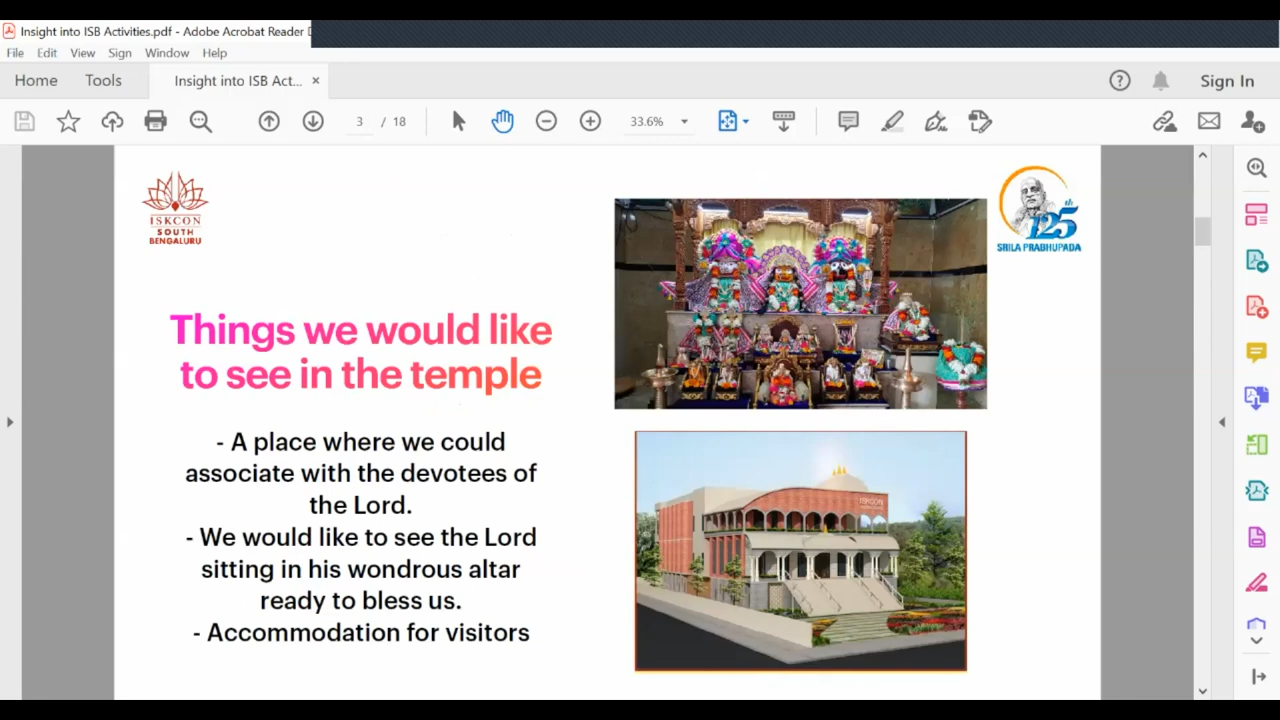 Insight into ISB Activities.pdf - Adobe Acrobat Reader
File Edit View Sign Window Help
Home Tools Insight into ISB Act... ×
Sign In
3 / 18
33.6%
ISKCON
SOUTH
BENGALURU
125th
SRILA PRABHUPADA
Things we would like
to see in the temple
- A place where we could
associate with the devotees of
the Lord.
- We would like to see the Lord
sitting in his wondrous altar
ready to bless us.
- Accommodation for visitors
ISKCON